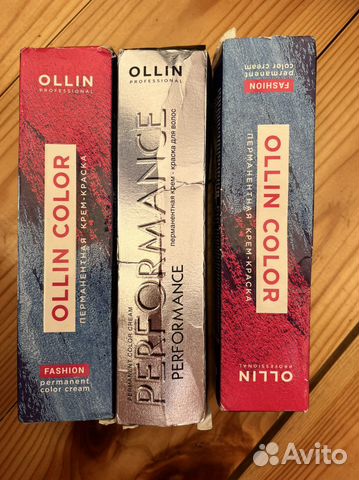 OLLIN
PROFESSIONAL
OLLIN COLOR
ПЕРМАНЕНТНАЯ КРЕМ-КРАСКА
FASHION
permanent
color cream
OLLIN
PROFESSIONAL
PERFORMANCE
перманентная крем - краска для волос
PERMANENT COLOR CREAM
PERFORMANCE
FASHION
permanent
color cream
OLLIN COLOR
ПЕРМАНЕНТНАЯ КРЕМ-КРАСКА
OLLIN
PROFESSIONAL
Avito